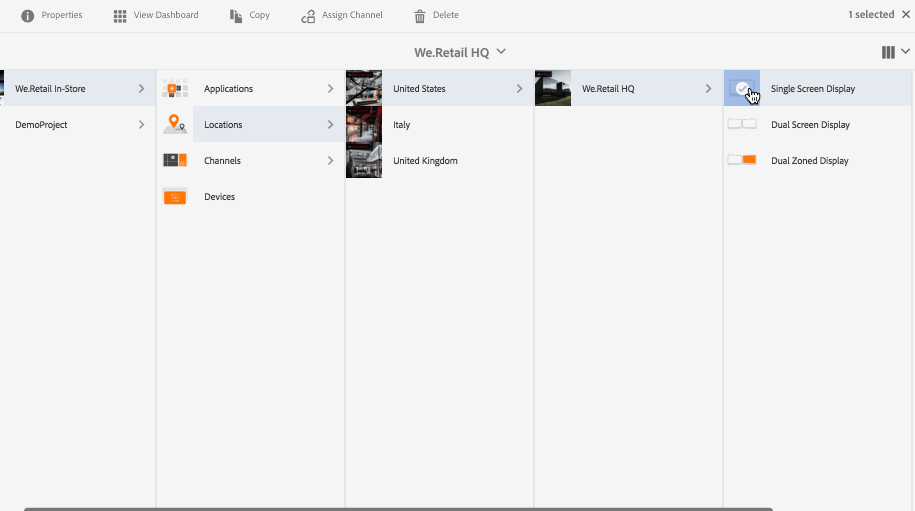 Properties View Dashboard Copy Assign Channel Delete 1 selected
We.Retail HQ
We.Retail In-Store Applications United States We.Retail HQ Single Screen Display
DemoProject Locations Italy Dual Screen Display
Channels United Kingdom Dual Zoned Display
Devices